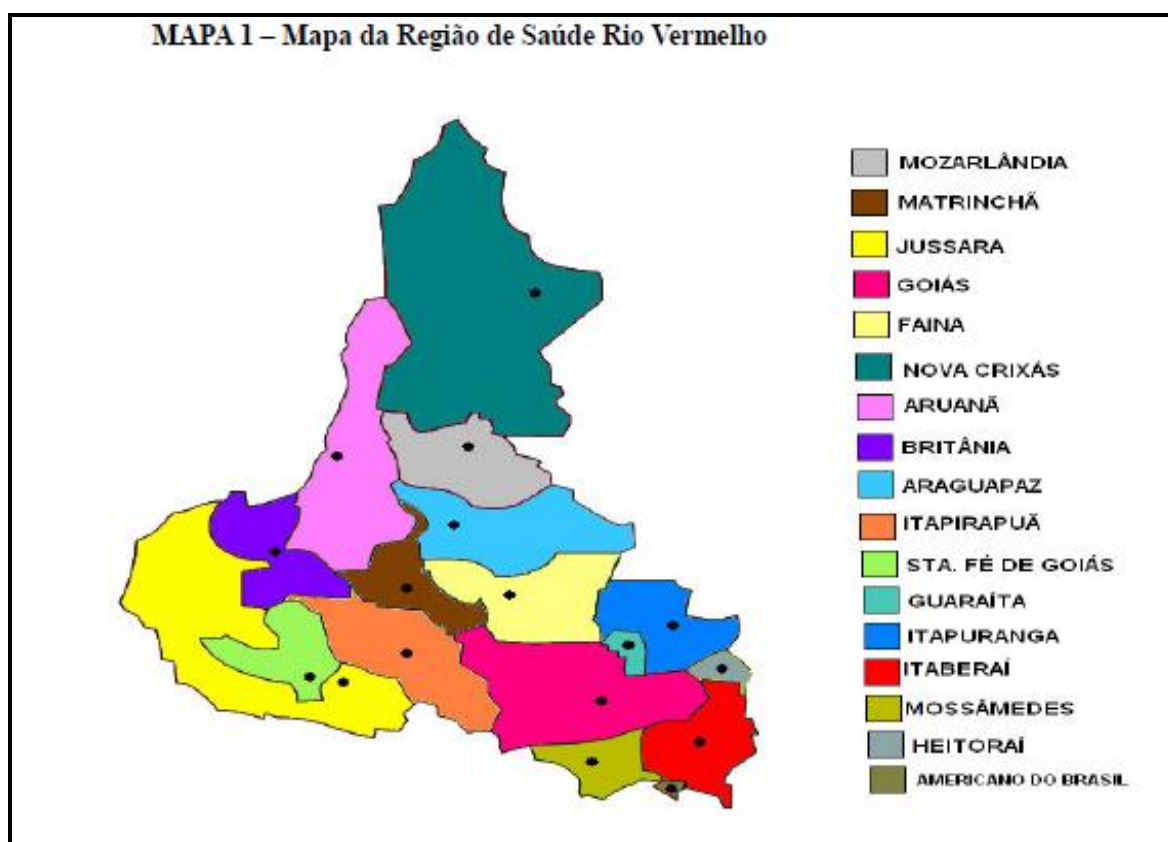 MAPA 1 – Mapa da Região de Saúde Rio Vermelho
MOZARLÂNDIA
MATRINCHÃ
JUSSARA
GOIÁS
FAINA
NOVA CRIXÁS
ARUANÃ
BRITÂNIA
ARAGUAPAZ
ITAPIRAPUÃ
STA. FÉ DE GOIÁS
GUARAÍTA
ITAPURANGA
ITABERAÍ
MOSSÂMEDES
HEITORAÍ
AMERICANO DO BRASIL